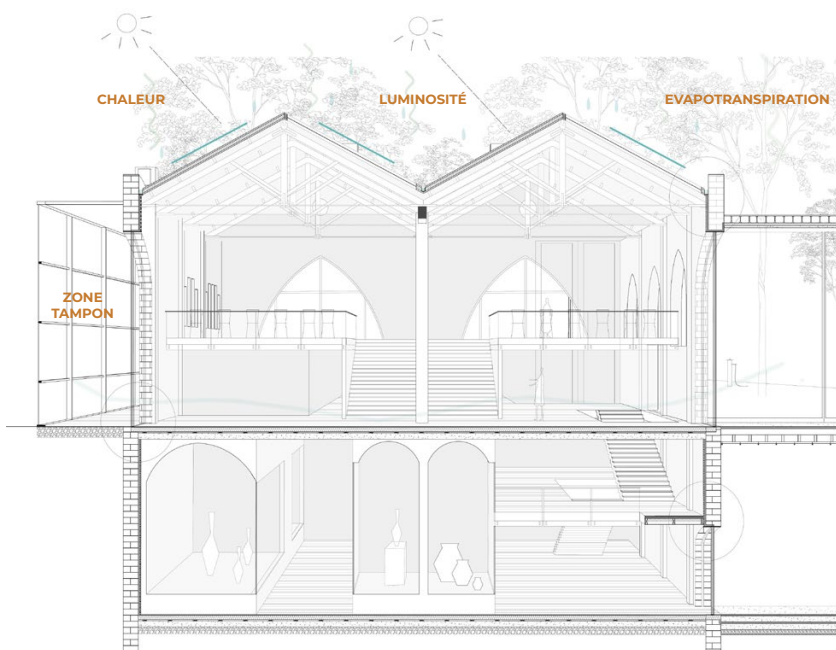 CHALEUR
LUMINOSITÉ
EVAPOTRANSPIRATION
ZONE
TAMPON